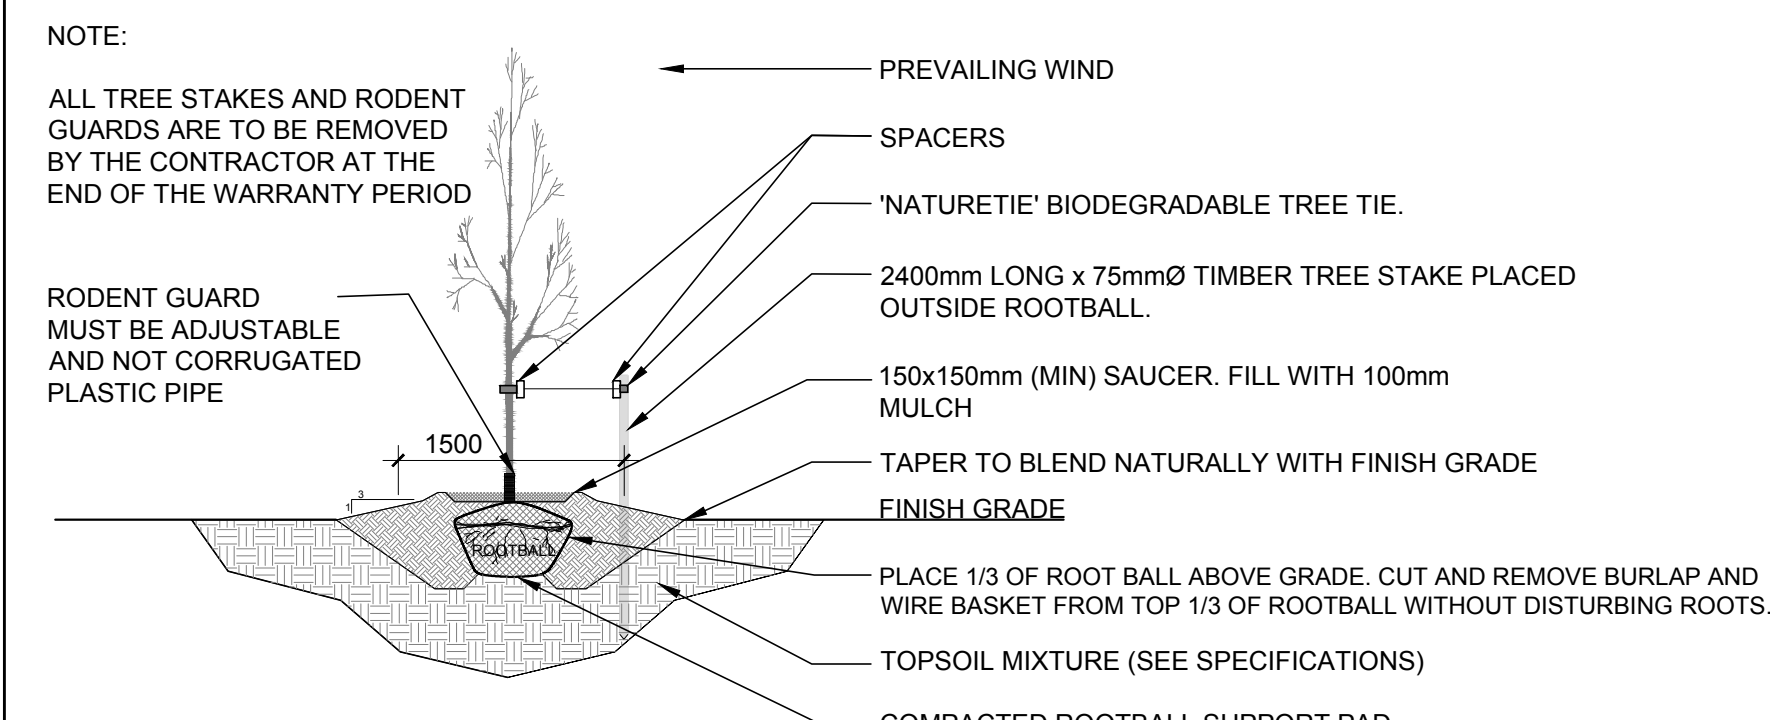 NOTE:
ALL TREE STAKES AND RODENT
GUARDS ARE TO BE REMOVED
BY THE CONTRACTOR AT THE
END OF THE WARRANTY PERIOD
RODENT GUARD
MUST BE ADJUSTABLE
AND NOT CORRUGATED
PLASTIC PIPE
1500
3
1
ROOTBALL
PREVAILING WIND
SPACERS
'NATURETIE' BIODEGRADABLE TREE TIE.
2400mm LONG x 75mmØ TIMBER TREE STAKE PLACED
OUTSIDE ROOTBALL.
150x150mm (MIN) SAUCER. FILL WITH 100mm
MULCH
TAPER TO BLEND NATURALLY WITH FINISH GRADE
FINISH GRADE
PLACE 1/3 OF ROOT BALL ABOVE GRADE. CUT AND REMOVE BURLAP AND
WIRE BASKET FROM TOP 1/3 OF ROOTBALL WITHOUT DISTURBING ROOTS.
TOPSOIL MIXTURE (SEE SPECIFICATIONS)
COMPACTED ROOTBALL SUPPORT PAD